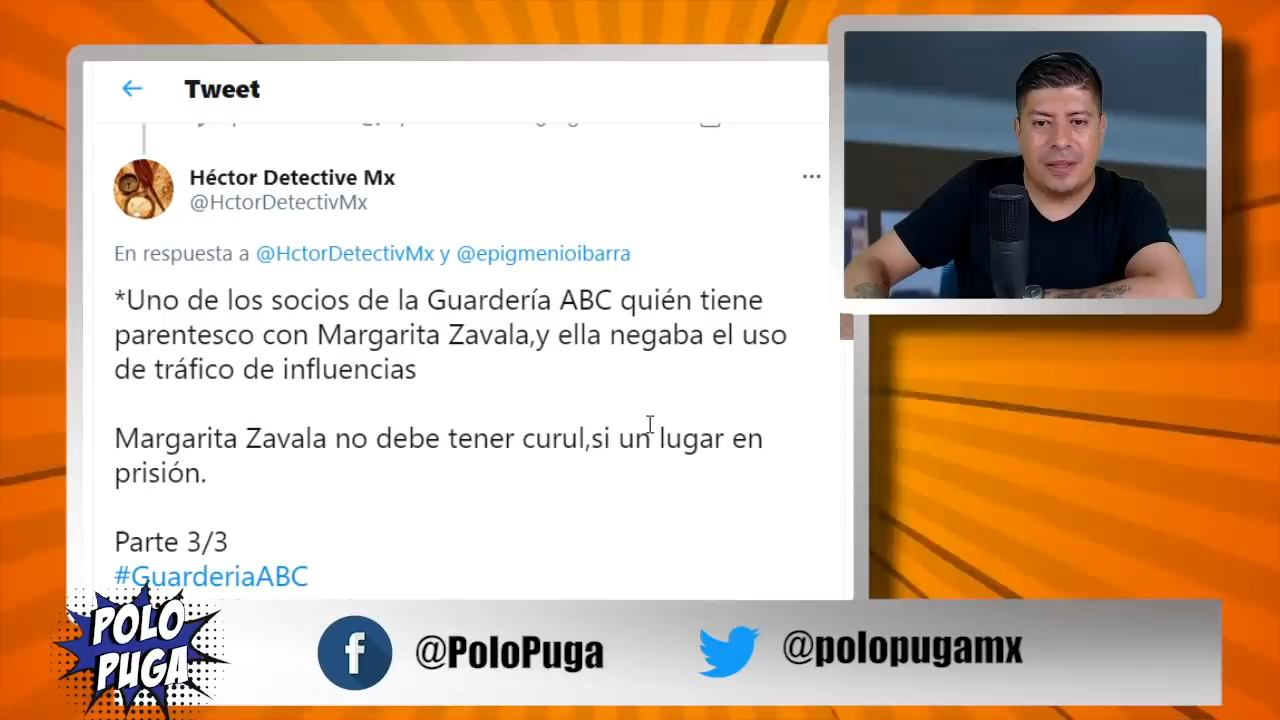 Tweet
Héctor Detective Mx
@HctorDetectivMx
En respuesta a @HctorDetectivMx y @epigmenioibarra
*Uno de los socios de la Guardería ABC quién tiene
parentesco con Margarita Zavala,y ella negaba el uso
de tráfico de influencias
Margarita Zavala no debe tener curul,si un lugar en
prisión.
Parte 3/3
#GuarderiaABC
POLO
PUGA
@PoloPuga
@polopugamx